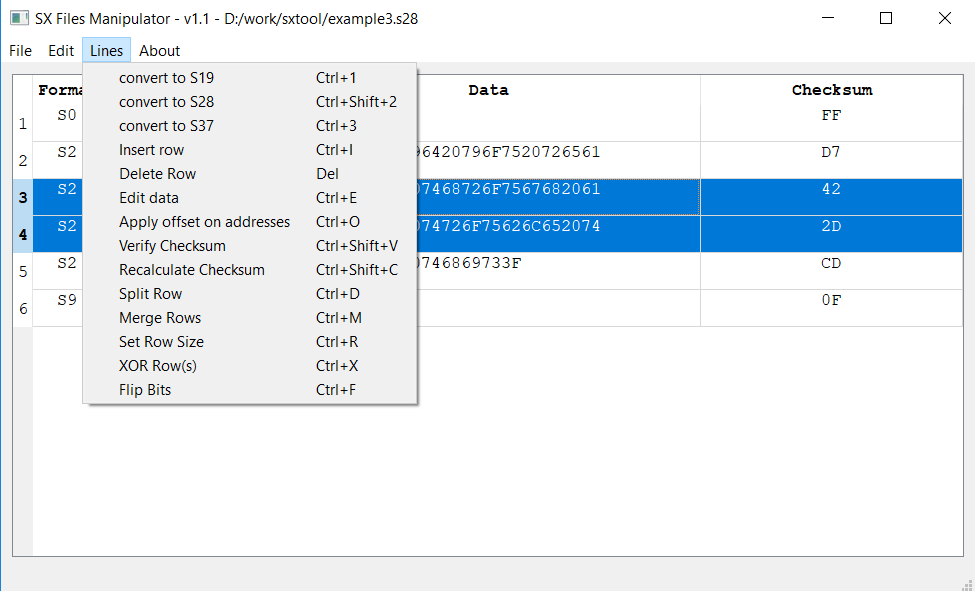 SX Files Manipulator - v1.1 - D:/work/sxtool/example3.s28
File Edit Lines About
Data Checksum
convert to S19 Ctrl+1
convert to S28 Ctrl+Shift+2
convert to S37 Ctrl+3
Insert row Ctrl+I
Delete Row Del
Edit data Ctrl+E
Apply offset on addresses Ctrl+O
Verify Checksum Ctrl+Shift+V
Recalculate Checksum Ctrl+Shift+C
Split Row Ctrl+D
Merge Rows Ctrl+M
Set Row Size Ctrl+R
XOR Row(s) Ctrl+X
Flip Bits Ctrl+F
1 S0 FF
2 S2 96420796F7520726561 D7
3 S2 07468726F7567682061 42
4 S2 074726F75626C652074 2D
5 S2 0746869733F CD
6 S9 0F